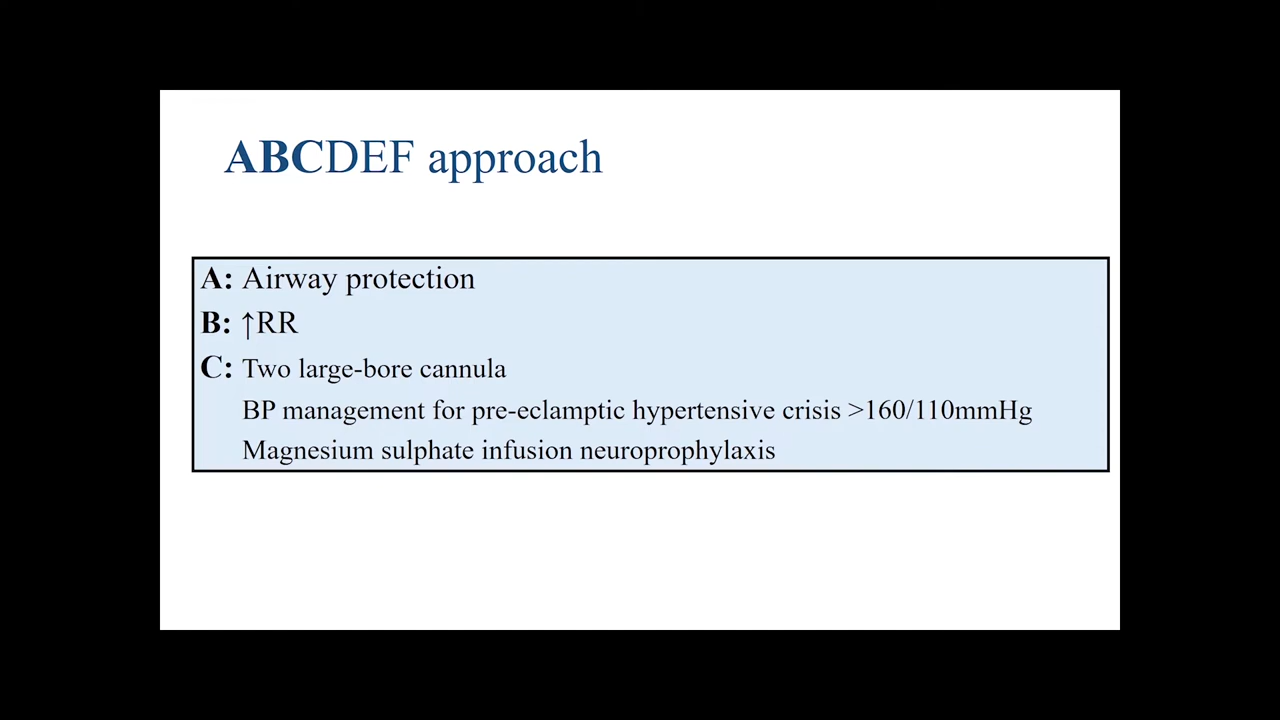 ABCDEF approach
A: Airway protection
B: ↑RR
C: Two large-bore cannula
BP management for pre-eclamptic hypertensive crisis >160/110mmHg
Magnesium sulphate infusion neuroprophylaxis